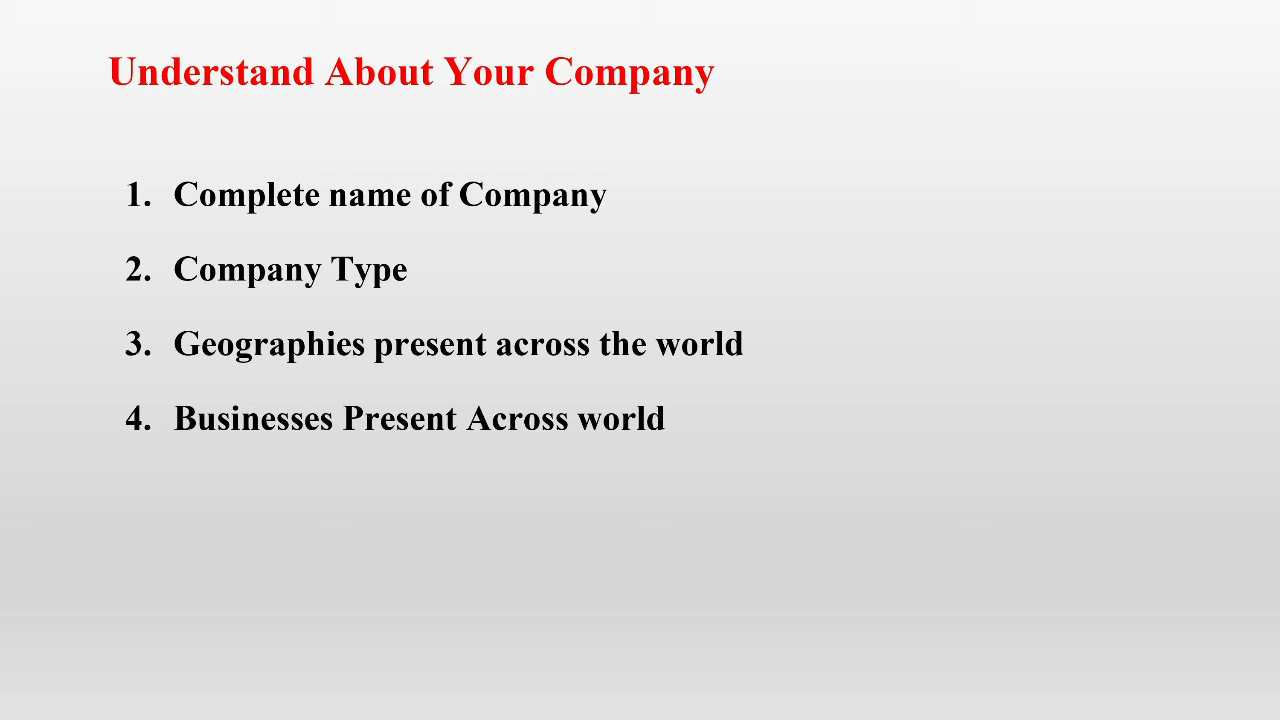 Understand About Your Company
1. Complete name of Company
2. Company Type
3. Geographies present across the world
4. Businesses Present Across world